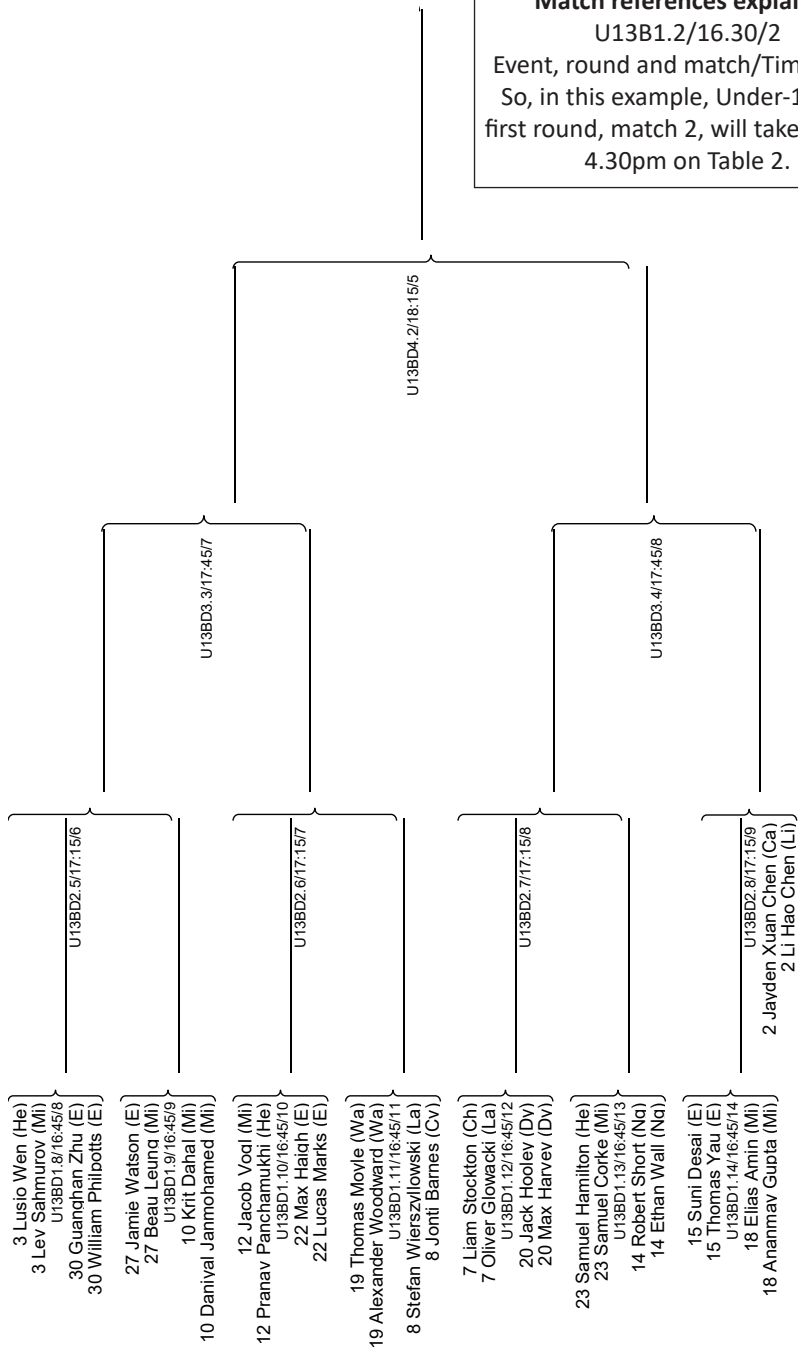 Match references explai
U13B1.2/16.30/2
Event, round and match/Tim
So, in this example, Under-1
first round, match 2, will take
4.30pm on Table 2.
U13BD4.2/18:15/5
U13BD3.3/17:45/7
U13BD3.4/17:45/8
U13BD2.5/17:15/6
U13BD2.6/17:15/7
U13BD2.7/17:15/8
U13BD2.8/17:15/9
2 Jayden Xuan Chen (Ca)
2 Li Hao Chen (Li)
3 Lusio Wen (He)
3 Lev Sahmurov (Mi)
U13BD1.8/16:45/8
30 Guanghan Zhu (E)
30 William Philpotts (E)
27 Jamie Watson (E)
27 Beau Leung (Mi)
U13BD1.9/16:45/9
10 Krit Dahal (Mi)
10 Daniyal Janmohamed (Mi)
12 Jacob Vogl (Mi)
12 Pranav Panchamukhi (He)
U13BD1.10/16:45/10
22 Max Haigh (E)
22 Lucas Marks (E)
19 Thomas Moyle (Wa)
19 Alexander Woodward (Wa)
U13BD1.11/16:45/11
8 Stefan Wierszyllowski (La)
8 Jonti Barnes (Cv)
7 Liam Stockton (Ch)
7 Oliver Glowacki (La)
U13BD1.12/16:45/12
20 Jack Hooley (Dv)
20 Max Harvey (Dv)
23 Samuel Hamilton (He)
23 Samuel Corke (Mi)
U13BD1.13/16:45/13
14 Robert Short (Ng)
14 Ethan Wall (Ng)
15 Suni Desai (E)
15 Thomas Yau (E)
U13BD1.14/16:45/14
18 Elias Amin (Mi)
18 Ananmay Gupta (Mi)